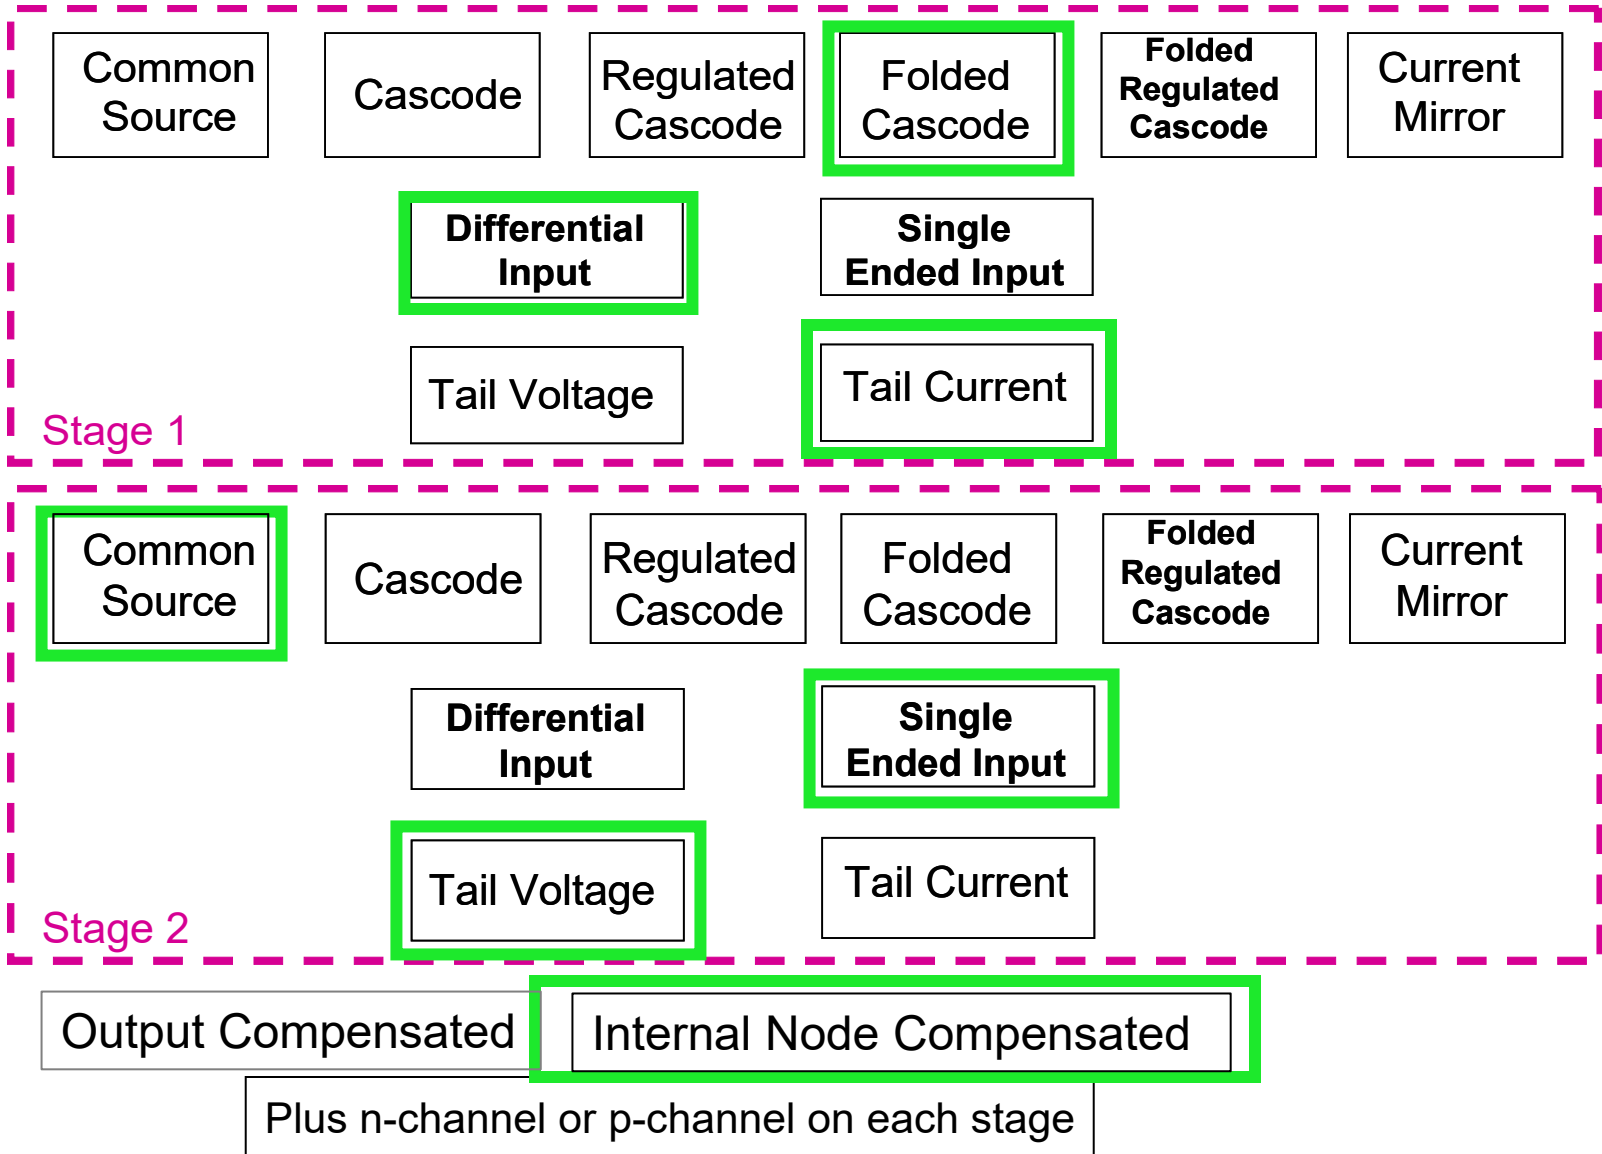 Common
Source
Cascode
Regulated
Cascode
Folded
Cascode
Folded
Regulated
Cascode
Current
Mirror
Differential
Input
Single
Ended Input
Tail Voltage
Tail Current
Stage 1
Common
Source
Cascode
Regulated
Cascode
Folded
Cascode
Folded
Regulated
Cascode
Current
Mirror
Differential
Input
Single
Ended Input
Tail Voltage
Tail Current
Stage 2
Output Compensated
Internal Node Compensated
Plus n-channel or p-channel on each stage